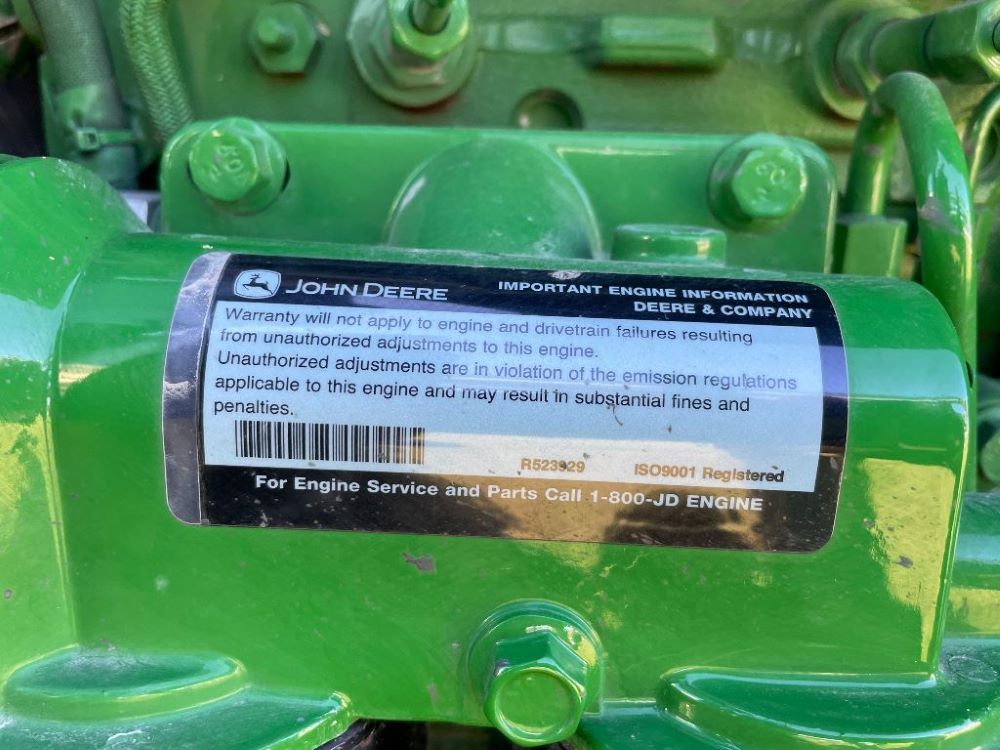 JOHN DEERE
IMPORTANT ENGINE INFORMATION
DEERE & COMPANY
Warranty will not apply to engine and drivetrain failures resulting
from unauthorized adjustments to this engine.
Unauthorized adjustments are in violation of the emission regulations
applicable to this engine and may result in substantial fines and
penalties.
R523929 ISO9001 Registered
For Engine Service and Parts Call 1-800-JD ENGINE